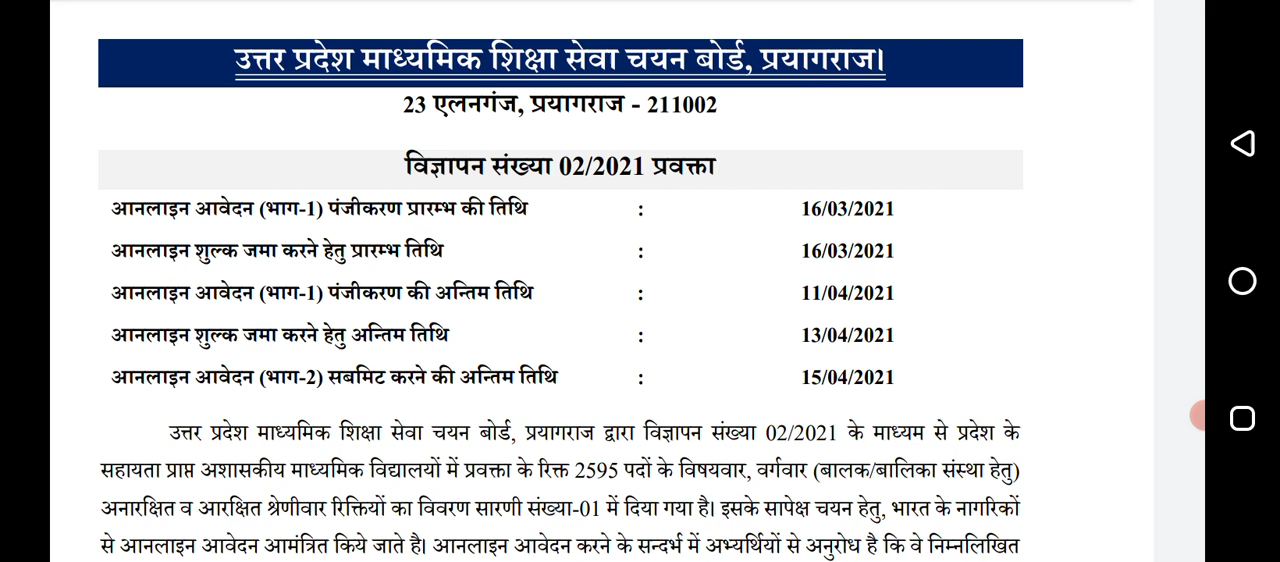 उत्तर प्रदेश माध्यमिक शिक्षा सेवा चयन बोर्ड, प्रयागराज।
23 एलनगंज, प्रयागराज - 211002
विज्ञापन संख्या 02/2021 प्रवक्ता
आनलाइन आवेदन (भाग-1) पंजीकरण प्रारम्भ की तिथि : 16/03/2021
आनलाइन शुल्क जमा करने हेतु प्रारम्भ तिथि : 16/03/2021
आनलाइन आवेदन (भाग-1) पंजीकरण की अन्तिम तिथि : 11/04/2021
आनलाइन शुल्क जमा करने हेतु अन्तिम तिथि : 13/04/2021
आनलाइन आवेदन (भाग-2) सबमिट करने की अन्तिम तिथि : 15/04/2021
उत्तर प्रदेश माध्यमिक शिक्षा सेवा चयन बोर्ड, प्रयागराज द्वारा विज्ञापन संख्या 02/2021 के माध्यम से प्रदेश के
सहायता प्राप्त अशासकीय माध्यमिक विद्यालयों में प्रवक्ता के रिक्त 2595 पदों के विषयवार, वर्गवार (बालक/बालिका संस्था हेतु)
अनारक्षित व आरक्षित श्रेणीवार रिक्तियों का विवरण सारणी संख्या-01 में दिया गया है। इसके सापेक्ष चयन हेतु, भारत के नागरिकों
से आनलाइन आवेदन आमंत्रित किये जाते है। आनलाइन आवेदन करने के सन्दर्भ में अभ्यर्थियों से अनुरोध है कि वे निम्नलिखित